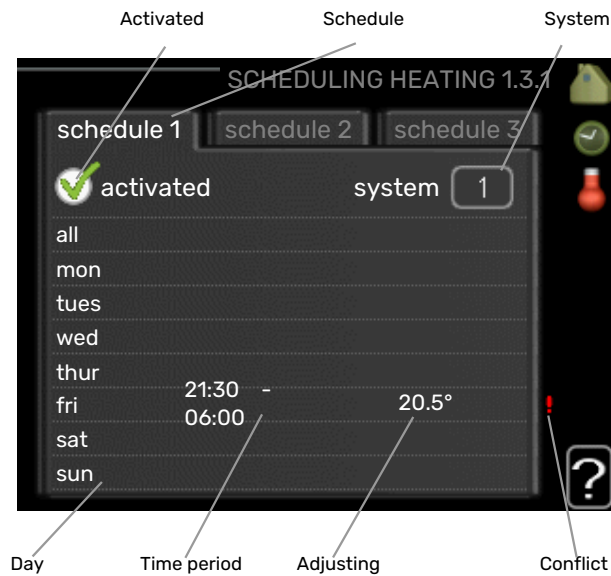 Activated
Schedule
System
SCHEDULING HEATING 1.3.1
schedule 1
schedule 2
schedule 3
activated
system
1
all
mon
tues
wed
thur
21:30 -
fri
20.5°
!
06:00
sat
sun
?
Day
Time period
Adjusting
Conflict